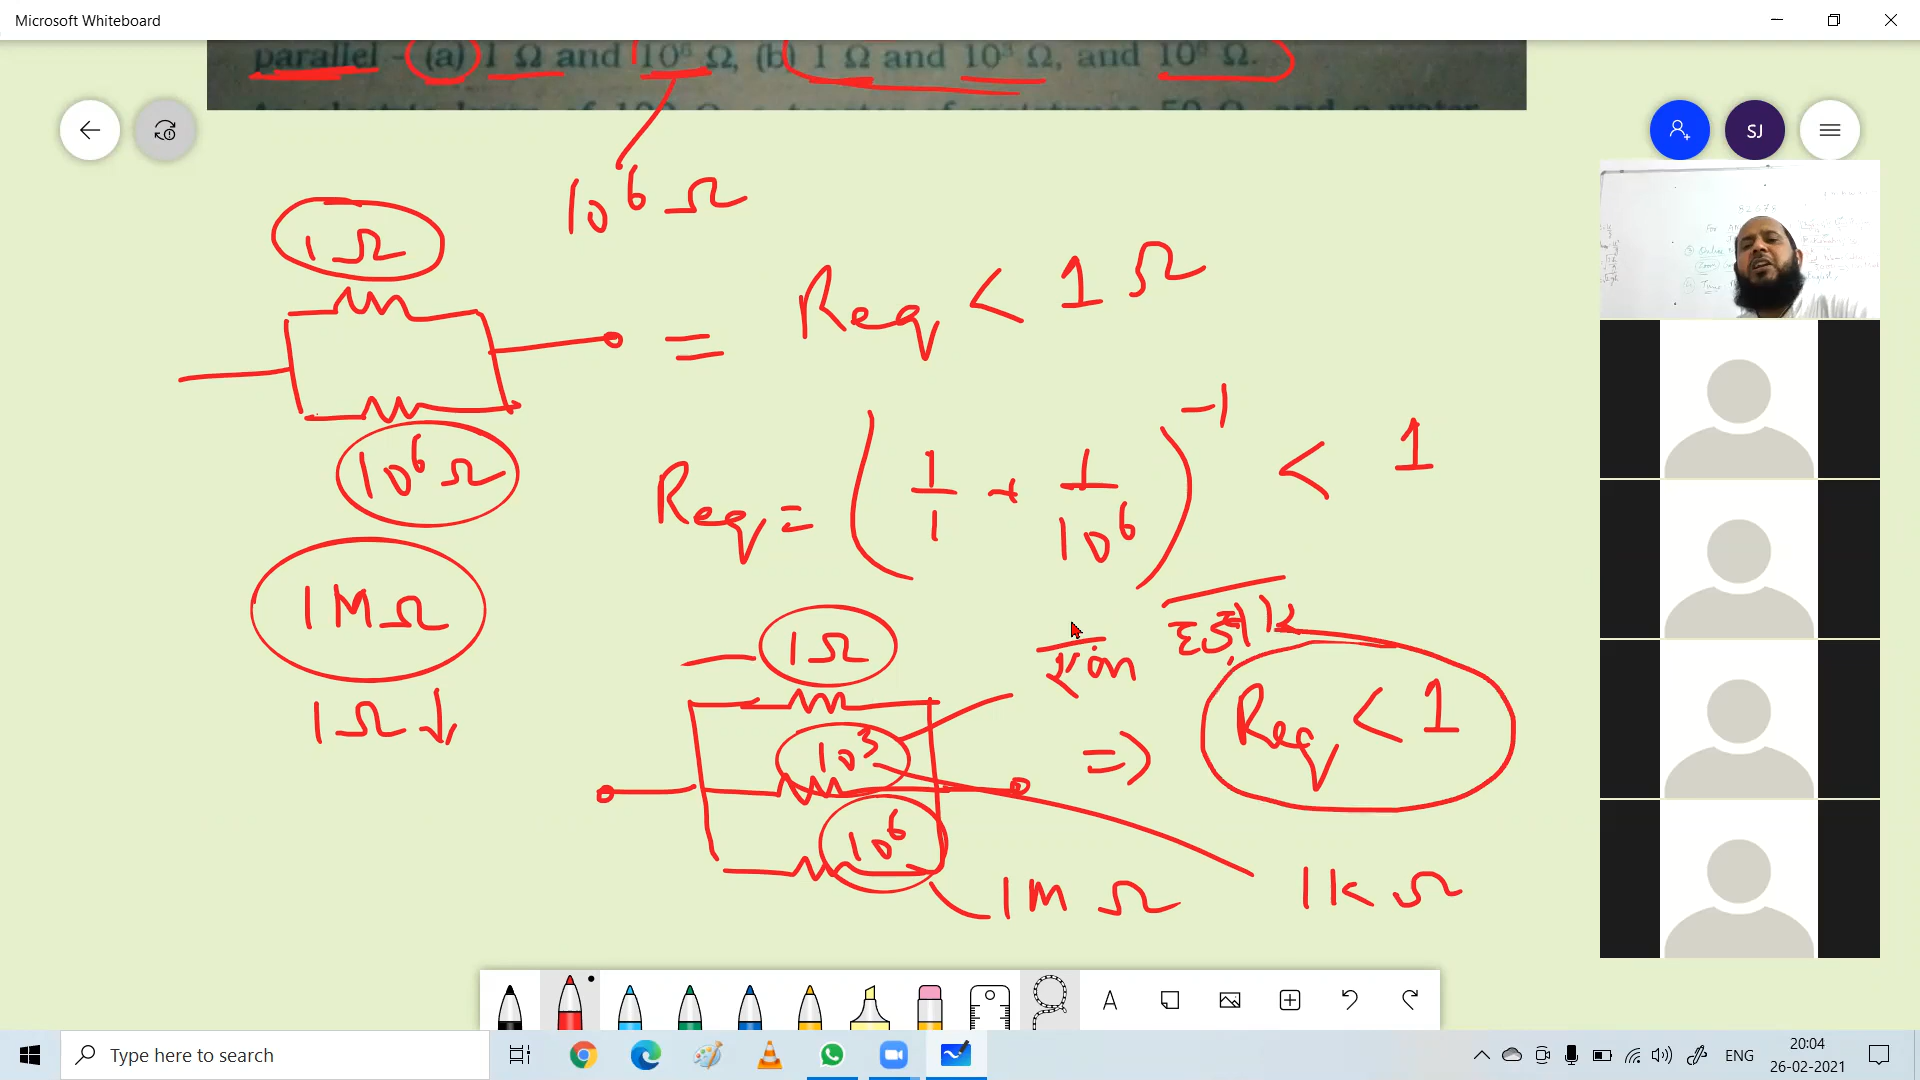 Microsoft Whiteboard
parallel - (a) 1 Ω and 10⁶ Ω, (b) 1 Ω and 10³ Ω, and 10⁶ Ω.
SJ
10⁶ Ω
1Ω
= Req < 1 Ω
10⁶ Ω
Req = (1/1 + 1/10⁶)⁻¹ < 1
1MΩ
1Ω ↓
1Ω
10³
⇒ Req < 1
10⁶
1M Ω
1K Ω
Type here to search
ENG
20:04
26-02-2021